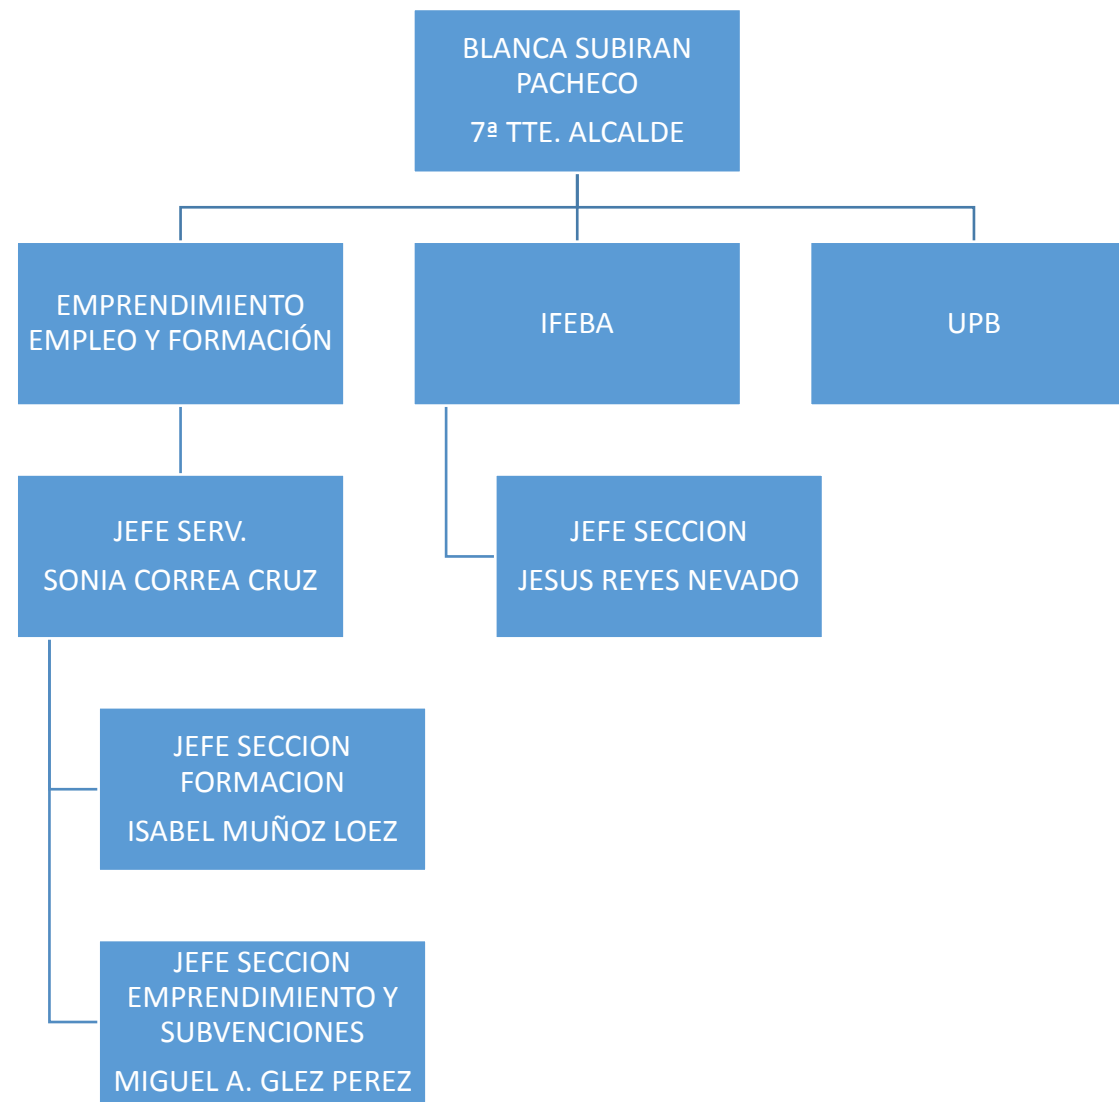 BLANCA SUBIRAN
PACHECO
7ª TTE. ALCALDE
EMPRENDIMIENTO
EMPLEO Y FORMACIÓN
IFEBA
UPB
JEFE SERV.
SONIA CORREA CRUZ
JEFE SECCION
JESUS REYES NEVADO
JEFE SECCION
FORMACION
ISABEL MUÑOZ LOEZ
JEFE SECCION
EMPRENDIMIENTO Y
SUBVENCIONES
MIGUEL A. GLEZ PEREZ